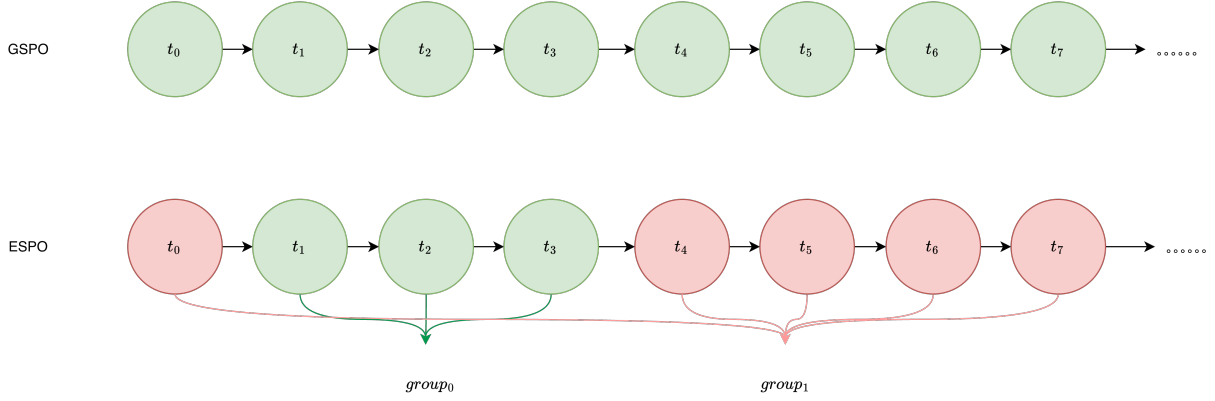 GSPO t₀ t₁ t₂ t₃ t₄ t₅ t₆ t₇ ∘∘∘∘∘∘
ESPO t₀ t₁ t₂ t₃ t₄ t₅ t₆ t₇ ∘∘∘∘∘∘
group₀ group₁